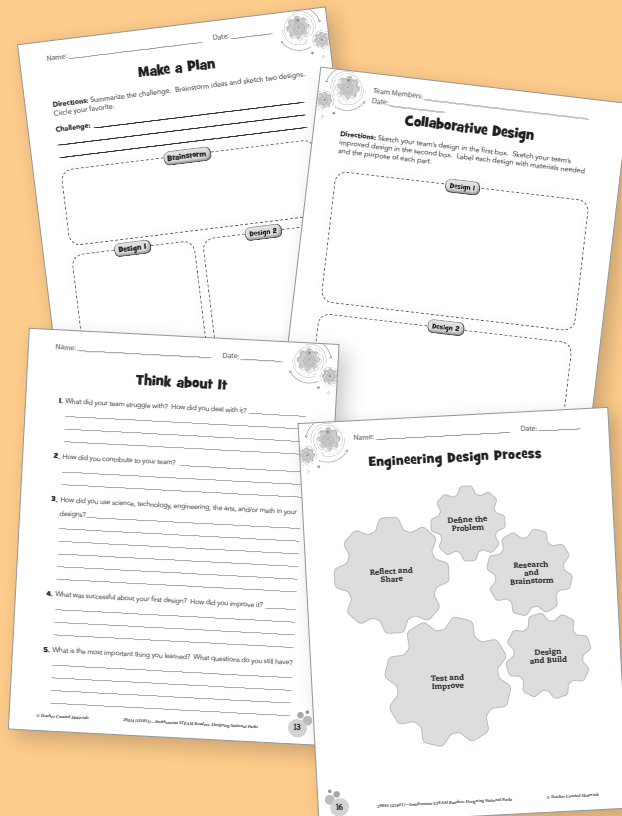 Name: Date:
Make a Plan
Directions: Summarize the challenge. Brainstorm ideas and sketch two designs.
Circle your favorite.
Challenge:
Brainstorm
Design 1
Design 2
Team Members:
Date:
Collaborative Design
Directions: Sketch your team's design in the first box. Sketch your team's
improved design in the second box. Label each design with materials needed
and the purpose of each part.
Design 1
Design 2
Name: Date:
Think about It
1. What did your team struggle with? How did you deal with it?
2. How did you contribute to your team?
3. How did you use science, technology, engineering, the arts, and/or math in your
designs?
4. What was successful about your first design? How did you improve it?
5. What is the most important thing you learned? What questions do you still have?
© Teacher Created Materials
Smithsonian STEAM Readers: Designing National Parks
13
Name: Date:
Engineering Design Process
Define the
Problem
Research
and
Brainstorm
Design
and Build
Test and
Improve
Reflect and
Share
16
Smithsonian STEAM Readers: Designing National Parks
© Teacher Created Materials